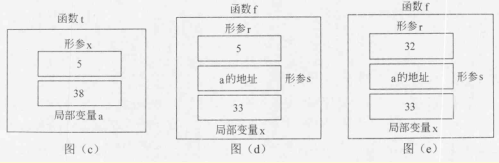 函数t
形参x
5
38
局部变量a
图（c）
函数f
形参r
5
a的地址
形参s
33
局部变量x
图（d）
函数f
形参r
32
a的地址
形参s
33
局部变量x
图（e）